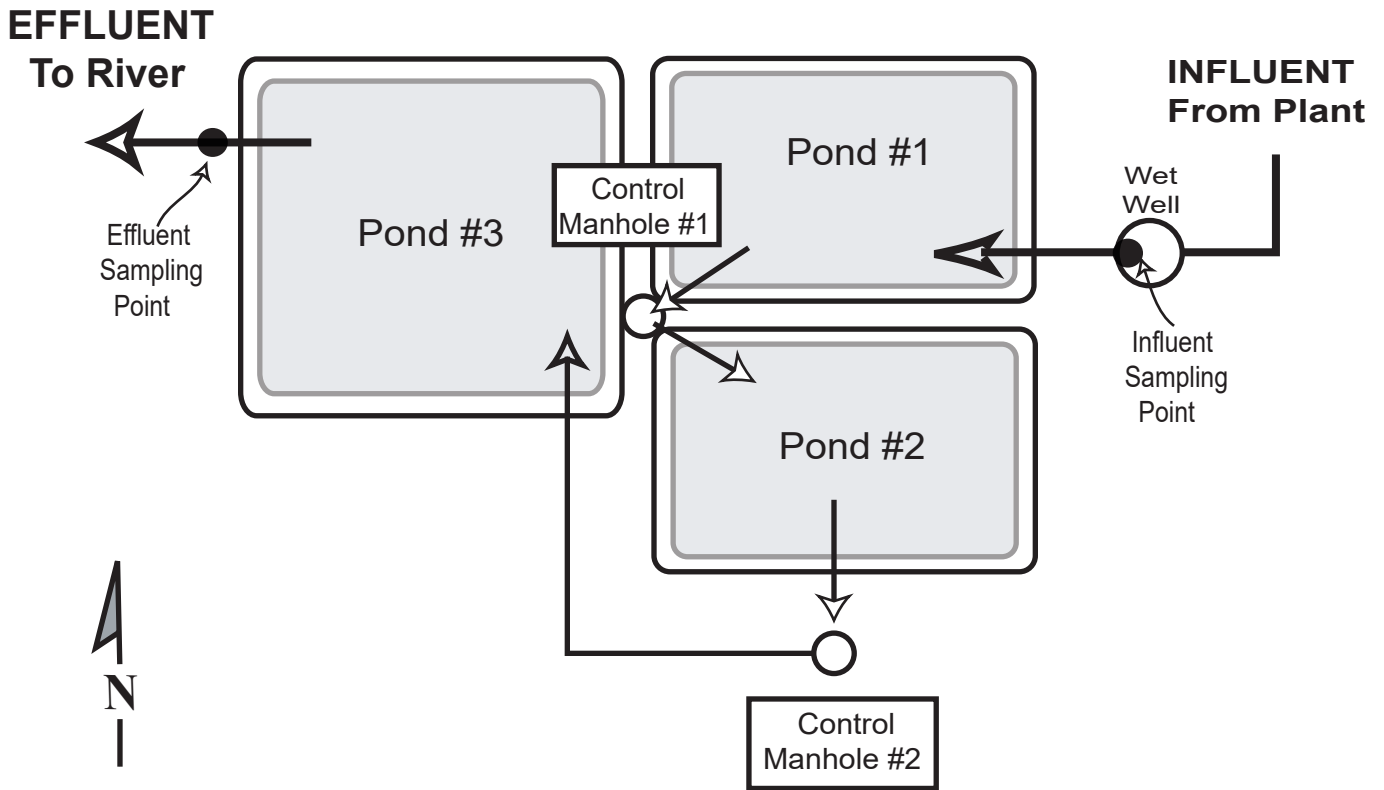 EFFLUENT
To River
INFLUENT
From Plant
Pond #1
Wet
Well
Control
Manhole #1
Pond #3
Effluent
Sampling
Point
Influent
Sampling
Point
Pond #2
N
Control
Manhole #2